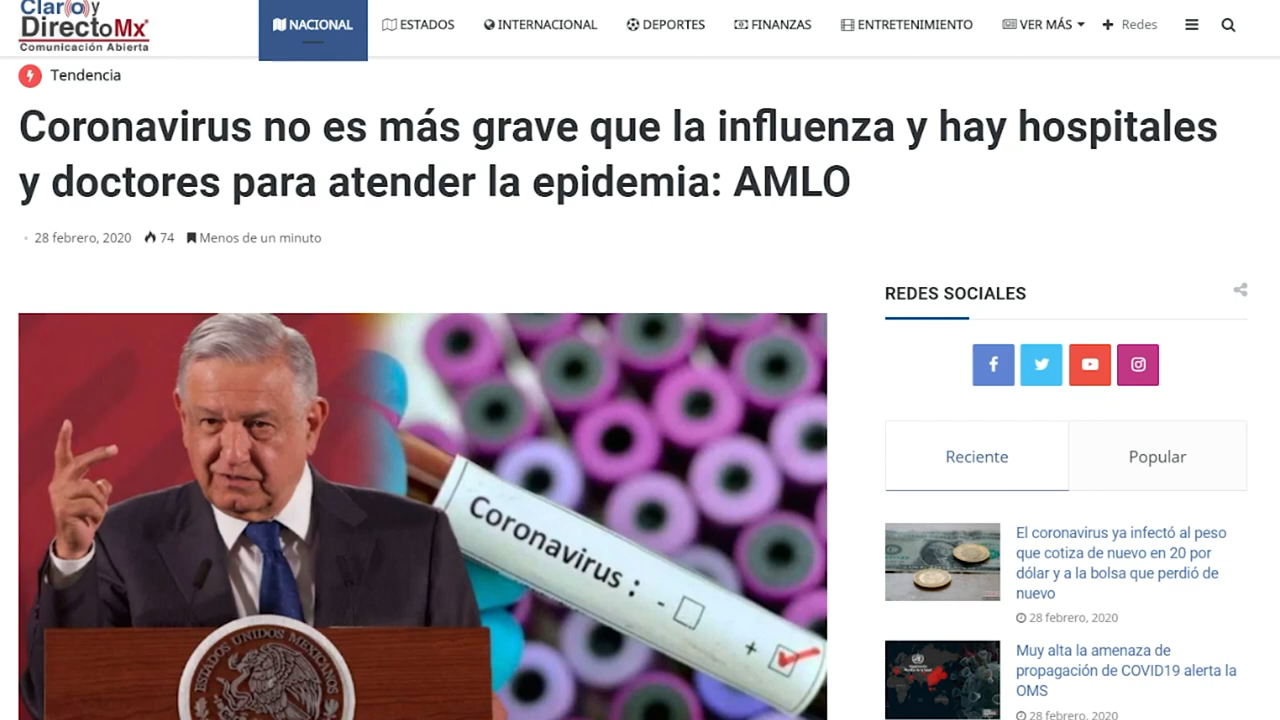 Claro y
DirectoMx
Comunicación Abierta
NACIONAL
ESTADOS
INTERNACIONAL
DEPORTES
FINANZAS
ENTRETENIMIENTO
VER MÁS
Redes
Tendencia
Coronavirus no es más grave que la influenza y hay hospitales
y doctores para atender la epidemia: AMLO
28 febrero, 2020
74
Menos de un minuto
REDES SOCIALES
Reciente
Popular
Coronavirus :
-
+
ESTADOS UNIDOS MEXICANOS
El coronavirus ya infectó al peso
que cotiza de nuevo en 20 por
dólar y a la bolsa que perdió de
nuevo
28 febrero, 2020
Muy alta la amenaza de
propagación de COVID19 alerta la
OMS
28 febrero, 2020